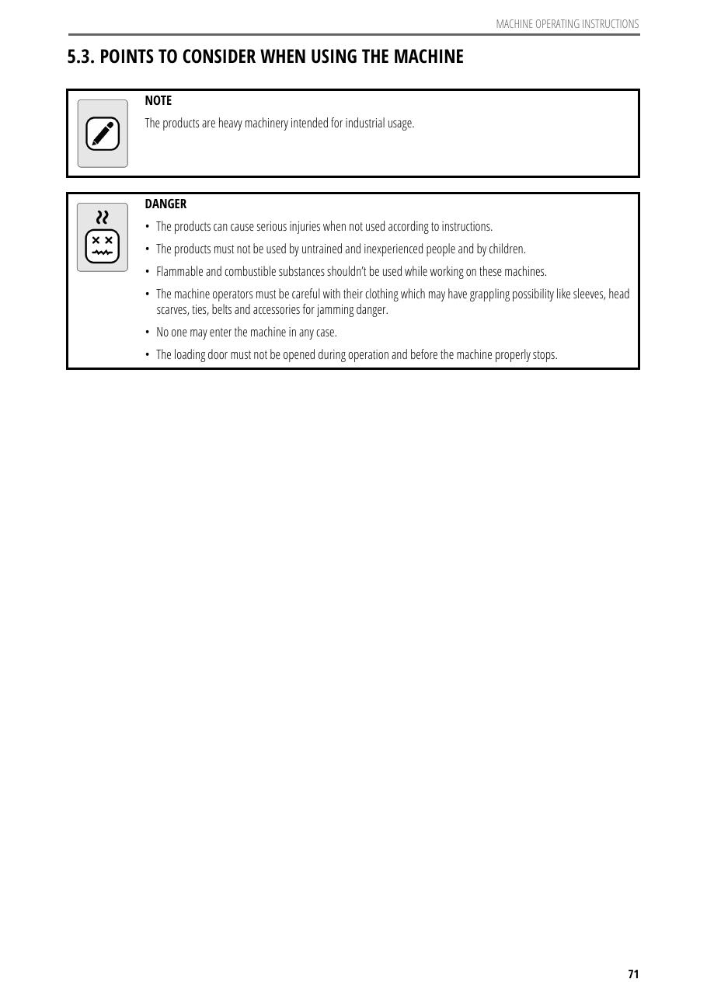 MACHINE OPERATING INSTRUCTIONS
5.3. POINTS TO CONSIDER WHEN USING THE MACHINE
NOTE
The products are heavy machinery intended for industrial usage.
DANGER
• The products can cause serious injuries when not used according to instructions.
• The products must not be used by untrained and inexperienced people and by children.
• Flammable and combustible substances shouldn’t be used while working on these machines.
• The machine operators must be careful with their clothing which may have grappling possibility like sleeves, head
scarves, ties, belts and accessories for jamming danger.
• No one may enter the machine in any case.
• The loading door must not be opened during operation and before the machine properly stops.
71